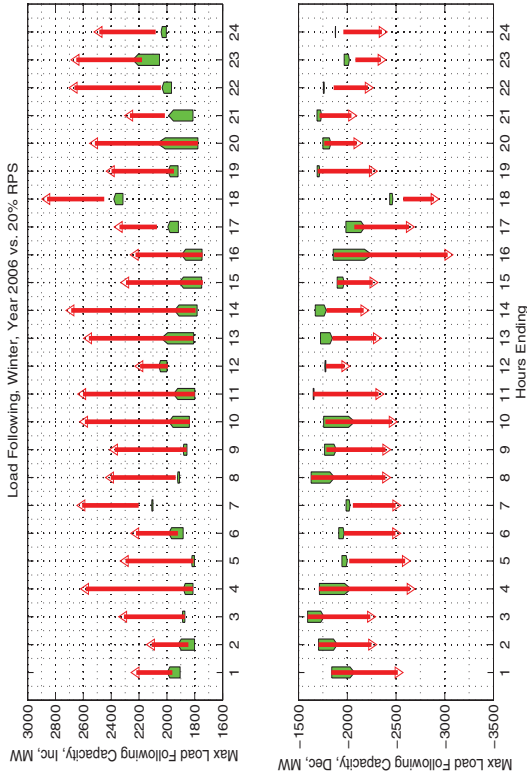 Load Following, Winter, Year 2006 vs. 20% RPS
Max Load Following Capacity, Inc, MW
3000
2800
2600
2400
2200
2000
1800
1600
1 2 3 4 5 6 7 8 9 10 11 12 13 14 15 16 17 18 19 20 21 22 23 24
Max Load Following Capacity, Dec, MW
−1500
−2000
−2500
−3000
−3500
1 2 3 4 5 6 7 8 9 10 11 12 13 14 15 16 17 18 19 20 21 22 23 24
Hours Ending